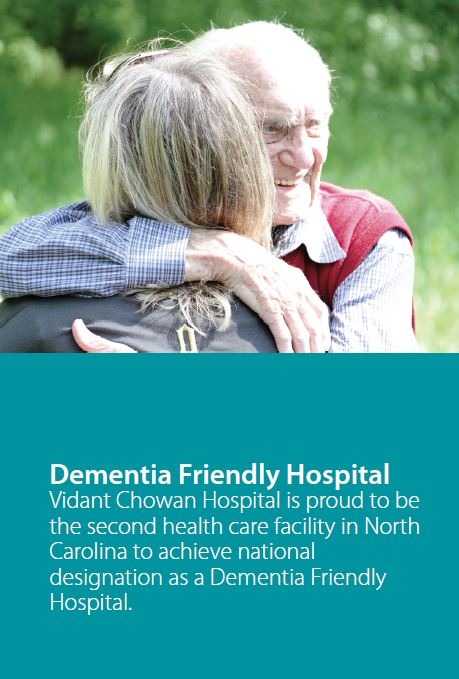 Dementia Friendly Hospital
Vidant Chowan Hospital is proud to be
the second health care facility in North
Carolina to achieve national
designation as a Dementia Friendly
Hospital.